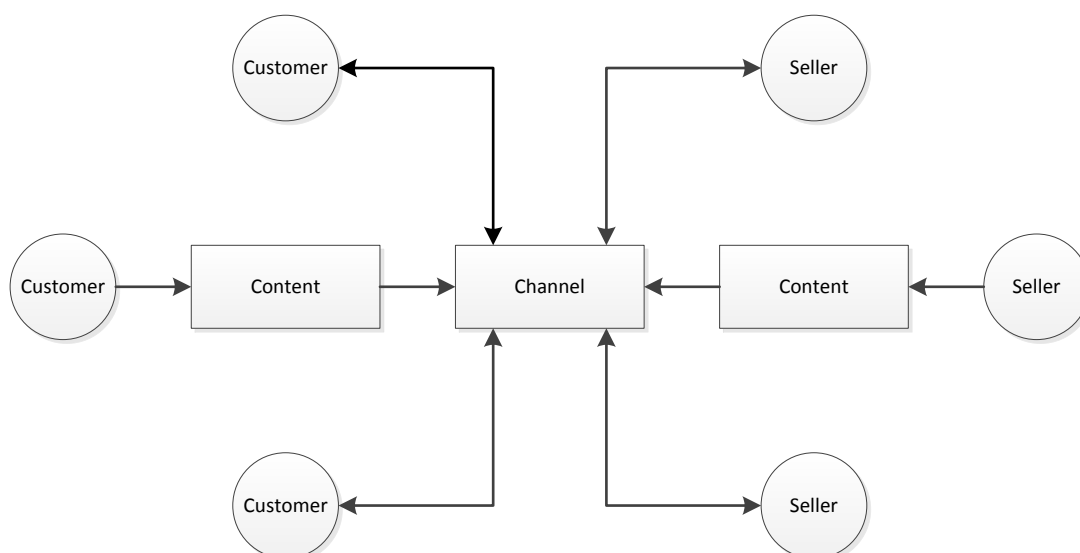 Customer
Seller
Customer
Content
Channel
Content
Seller
Customer
Seller